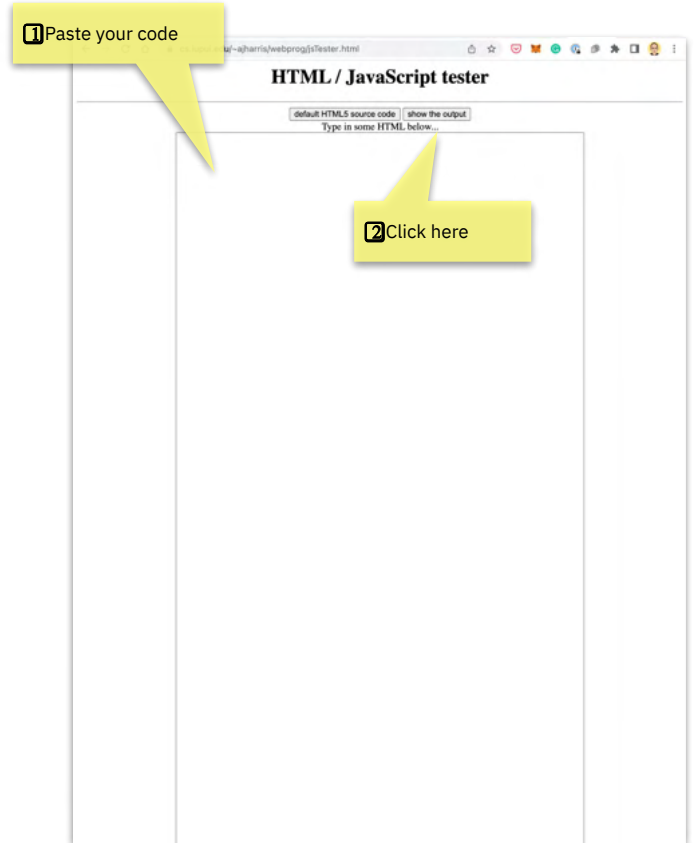 1 Paste your code
edu/~ajharris/webprog/jsTester.html
HTML / JavaScript tester
default HTML5 source code show the output
Type in some HTML below...
2 Click here